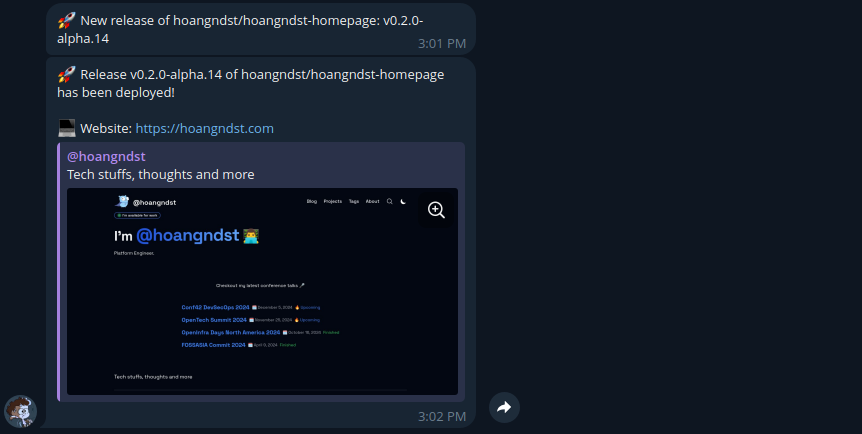 🚀 New release of hoangndst/hoangndst-homepage: v0.2.0-
alpha.14
3:01 PM
🚀 Release v0.2.0-alpha.14 of hoangndst/hoangndst-homepage
has been deployed!
💻 Website: https://hoangndst.com
@hoangndst
Tech stuffs, thoughts and more
@hoangndst Blog Projects Tags About
I'm available for work
I'm @hoangndst 👨‍💻
Platform Engineer.
Checkout my latest conference talks 🎤
Conf42 DevSecOps 2024 📅 December 5, 2024 🔥 Upcoming
OpenTech Summit 2024 📅 November 28, 2024 🔥 Upcoming
OpenInfra Days North America 2024 📅 October 16, 2024 Finished
FOSSASIA Commit 2024 📅 April 9, 2024 Finished
Tech stuffs, thoughts and more
3:02 PM